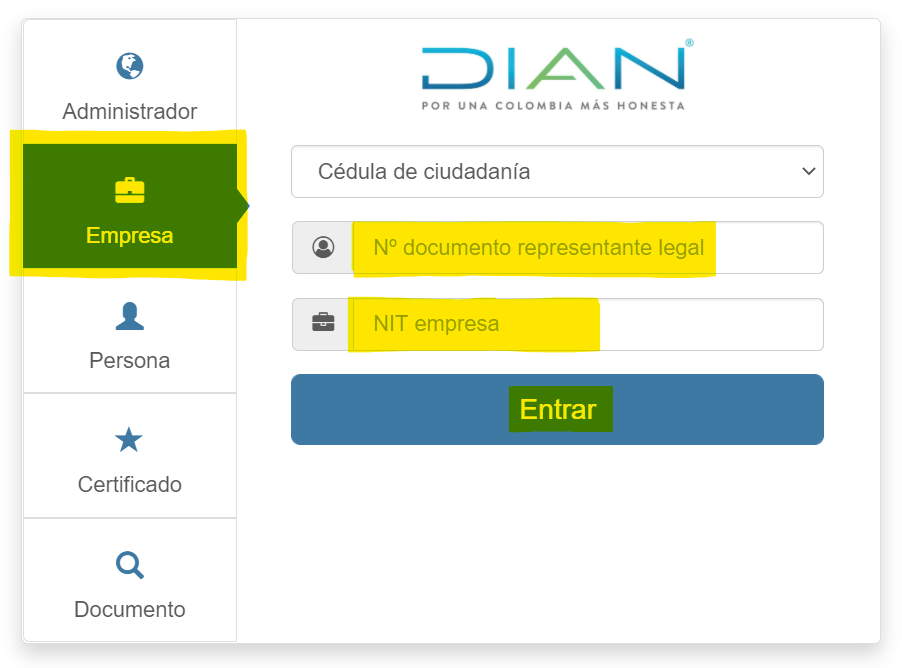 Administrador
Empresa
Persona
Certificado
Documento
DIAN®
POR UNA COLOMBIA MÁS HONESTA
Cédula de ciudadanía
Nº documento representante legal
NIT empresa
Entrar